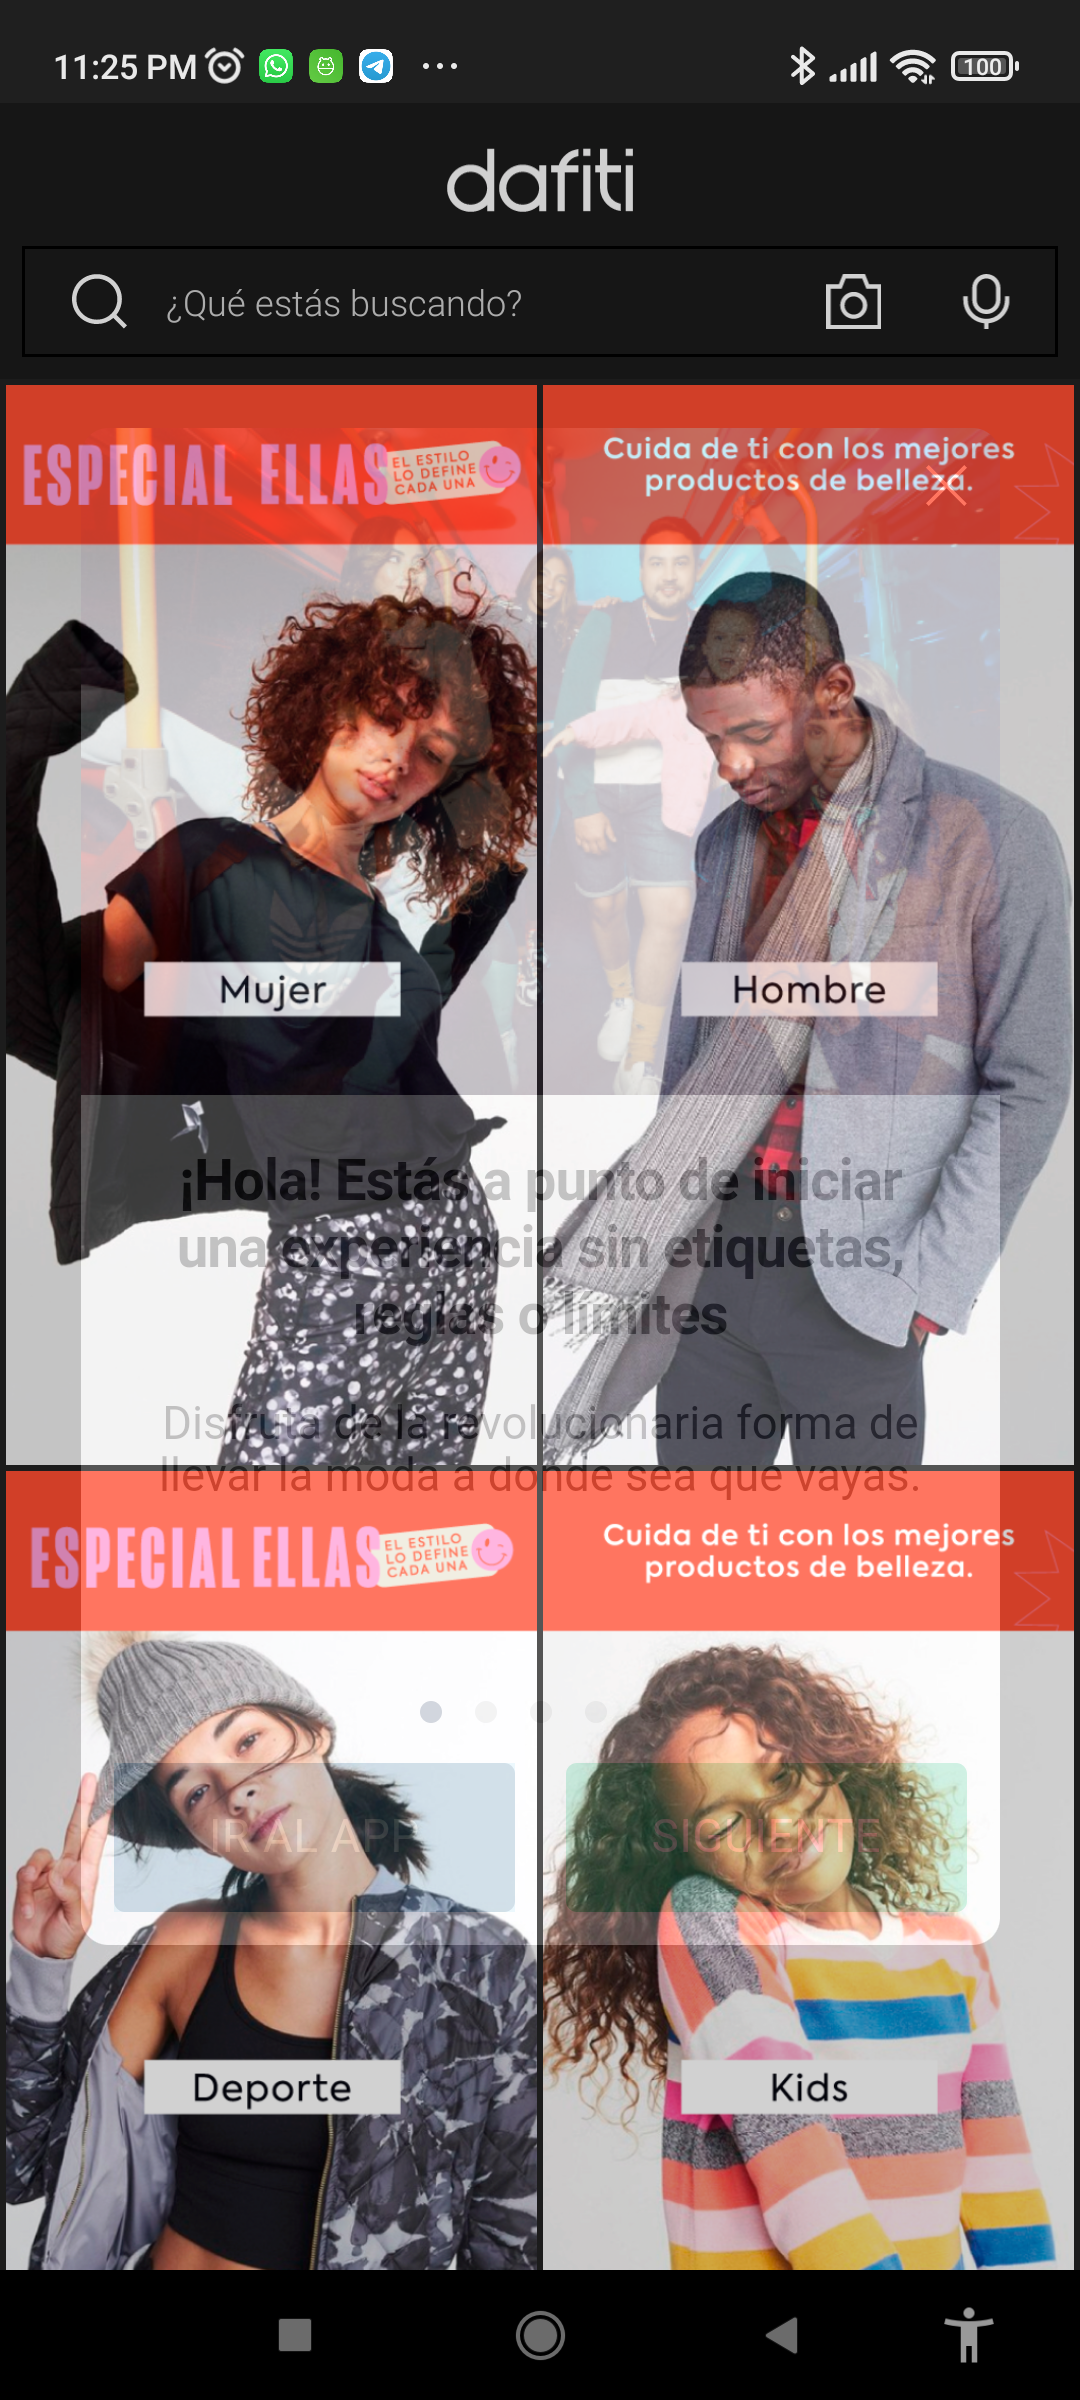 11:25 PM
100
dafiti
¿Qué estás buscando?
ESPECIAL ELLAS
EL ESTILO
LO DEFINE
CADA UNA
Cuida de ti con los mejores
productos de belleza.
Mujer
Hombre
¡Hola! Estás a punto de iniciar
una experiencia sin etiquetas,
reglas o límites
Disfruta de la revolucionaria forma de
llevar la moda a donde sea que vayas.
ESPECIAL ELLAS
EL ESTILO
LO DEFINE
CADA UNA
Cuida de ti con los mejores
productos de belleza.
IR AL APP
SIGUIENTE
Deporte
Kids